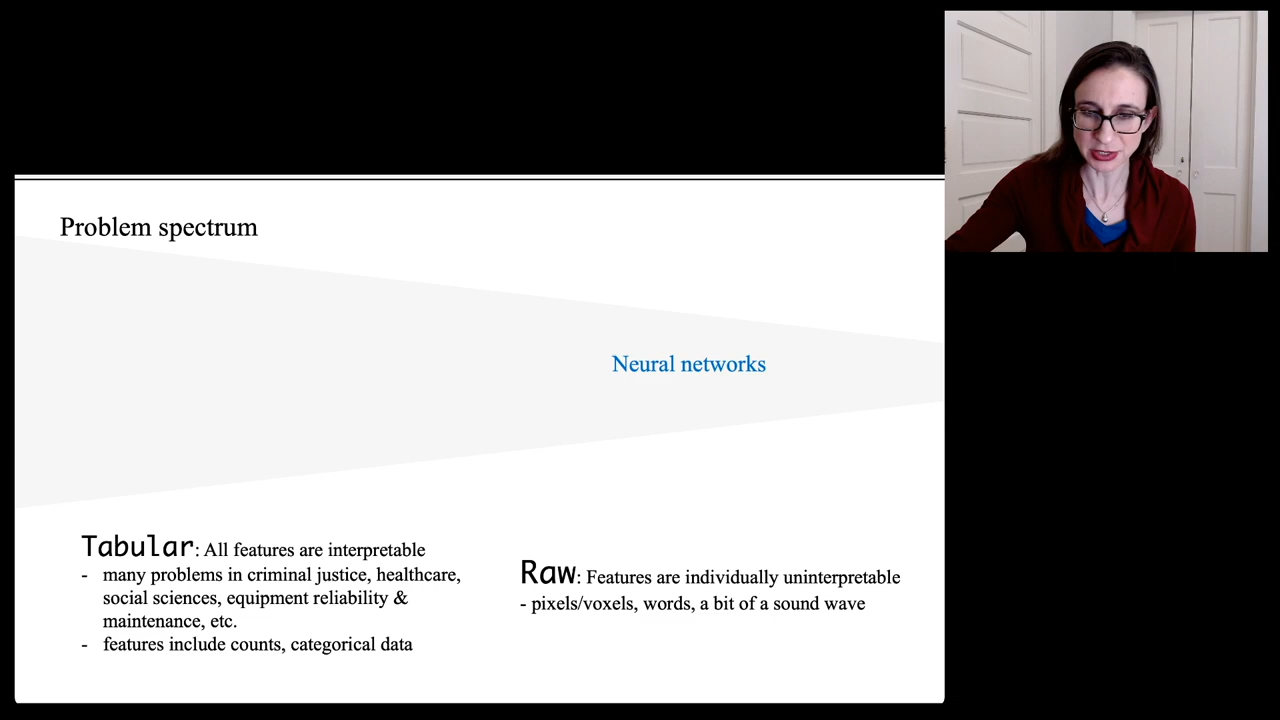 Problem spectrum
Neural networks
Tabular: All features are interpretable
- many problems in criminal justice, healthcare,
social sciences, equipment reliability &
maintenance, etc.
- features include counts, categorical data
Raw: Features are individually uninterpretable
- pixels/voxels, words, a bit of a sound wave